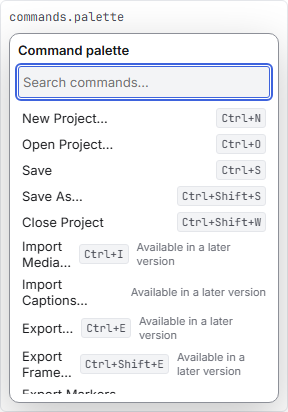 commands.palette
Command palette
Search commands...
New Project... Ctrl+N
Open Project... Ctrl+O
Save Ctrl+S
Save As... Ctrl+Shift+S
Close Project Ctrl+Shift+W
Import Media... Ctrl+I Available in a later version
Import Captions... Available in a later version
Export... Ctrl+E Available in a later version
Export Frame... Ctrl+Shift+E Available in a later version
Export Markers